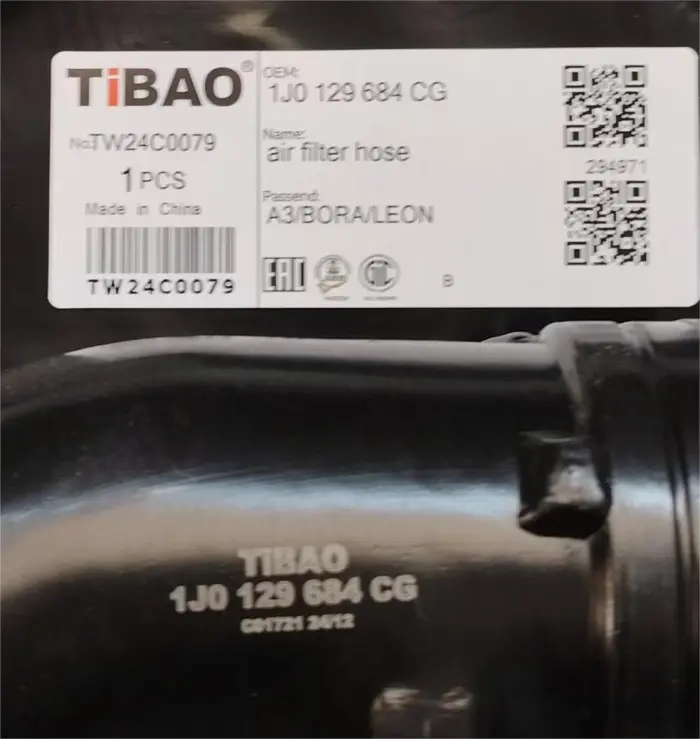 TiBAO®
No:TW24C0079
1 PCS
Made in China
TW24C0079
OEM:
1J0 129 684 CG
Name:
air filter hose
Passend:
A3/BORA/LEON
EAC
B
294971
TiBAO
1J0 129 684 CG
C01721 24/12